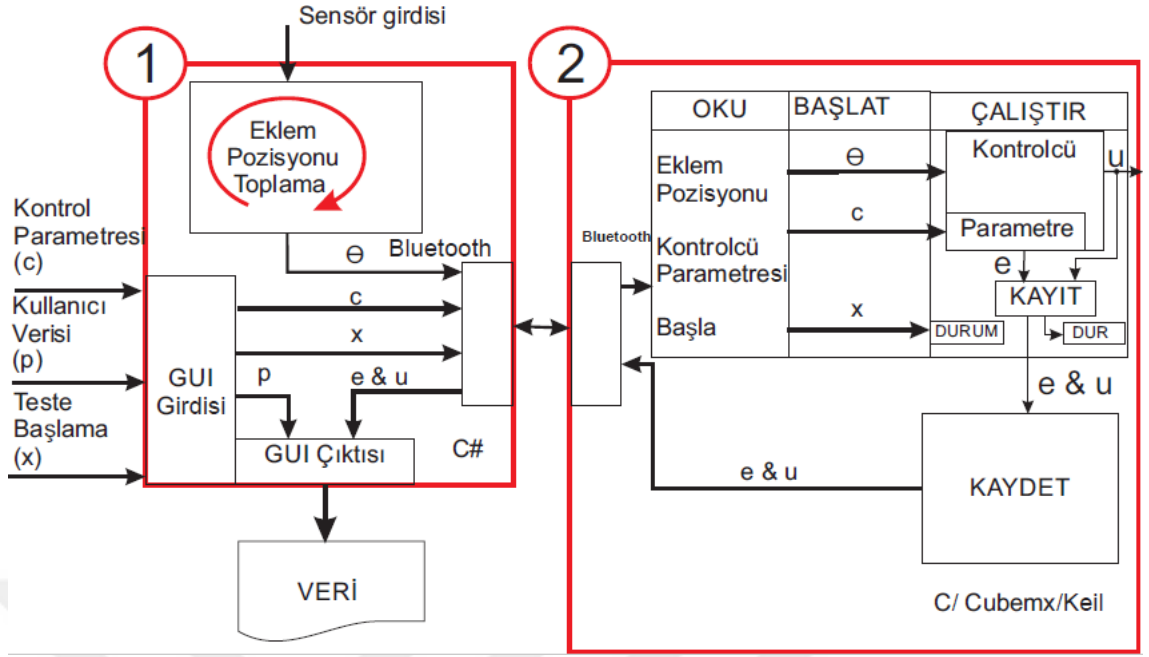 Sensör girdisi
1
Eklem
Pozisyonu
Toplama
Kontrol
Parametresi
(c)
Kullanıcı
Verisi
(p)
Teste
Başlama
(x)
Ɵ
Bluetooth
c
x
p
e & u
GUI
Girdisi
GUI Çıktısı
C#
VERİ
2
Bluetooth
OKU
BAŞLAT
ÇALIŞTIR
Eklem
Pozisyonu
Ɵ
Kontrolcü
u
Kontrolcü
Parametresi
c
Parametre
e
KAYIT
Başla
x
DURUM
DUR
e & u
e & u
KAYDET
C/ Cubemx/Keil